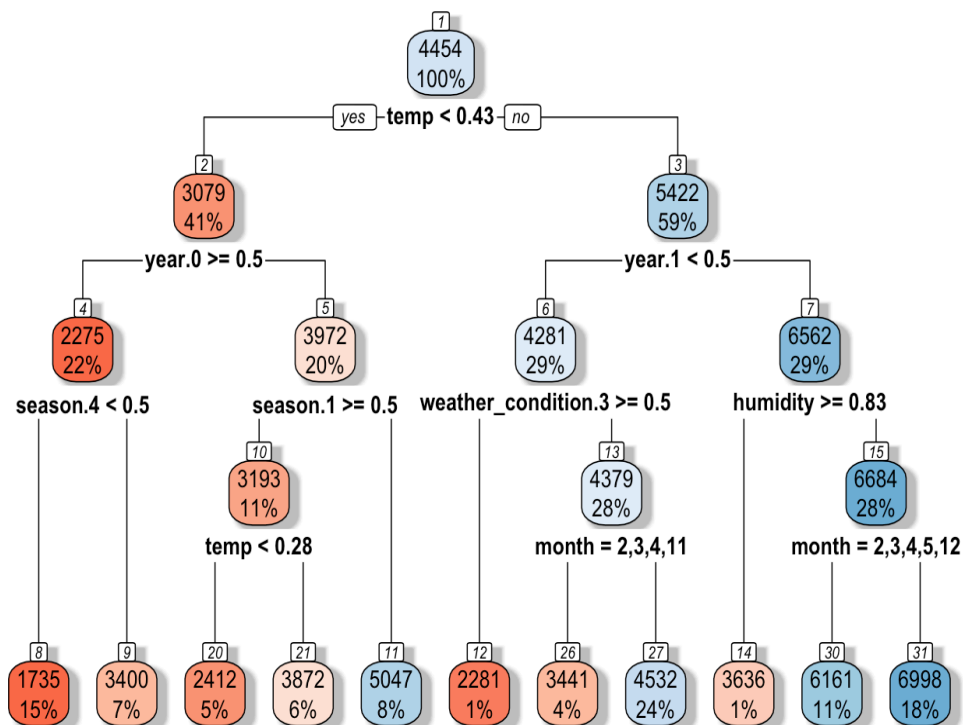 1
4454
100%
yes temp < 0.43 no
2 3
3079 5422
41% 59%
year.0 >= 0.5 year.1 < 0.5
4 5 6 7
2275 3972 4281 6562
22% 20% 29% 29%
season.4 < 0.5 season.1 >= 0.5 weather_condition.3 >= 0.5 humidity >= 0.83
10 13 15
3193 4379 6684
11% 28% 28%
temp < 0.28 month = 2,3,4,11 month = 2,3,4,5,12
8 9 20 21 11 12 26 27 14 30 31
1735 3400 2412 3872 5047 2281 3441 4532 3636 6161 6998
15% 7% 5% 6% 8% 1% 4% 24% 1% 11% 18%